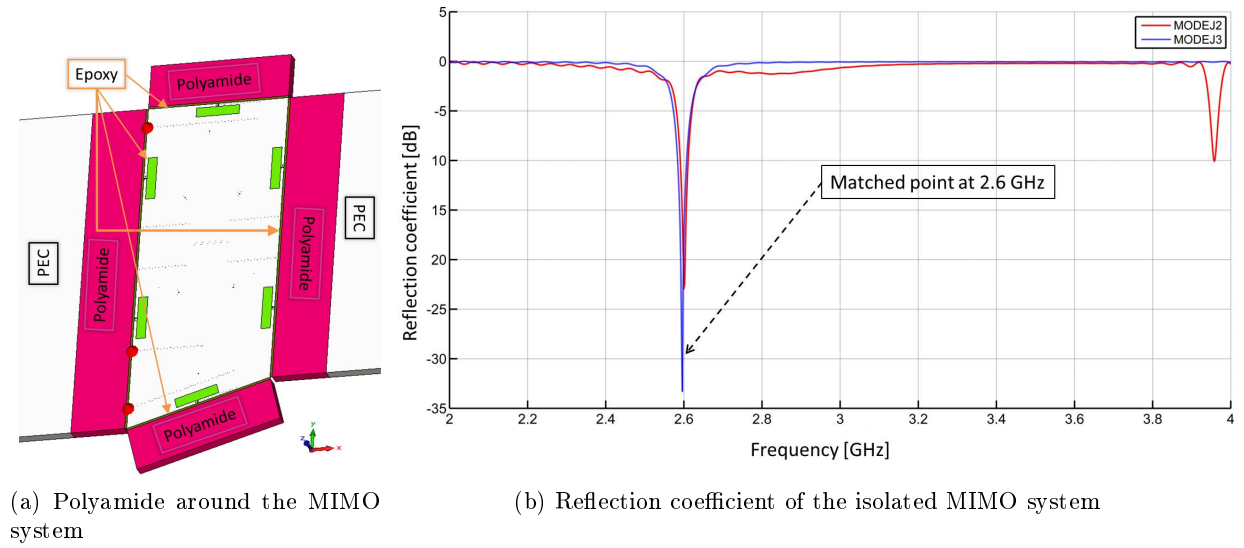 Epoxy
Polyamide
PEC
Polyamide
Polyamide
PEC
Polyamide
y
z
x
MODEJ2
MODEJ3
5
0
-5
10
-15
20
-25
-30
-35
Reflection coefficient [dB]
Matched point at 2.6 GHz
2
2.2
2.4
2.6
2.8
3
3.2
3.4
3.6
3.8
4
Frequency [GHz]
(a) Polyamide around the MIMO
system
(b) Reflection coefficient of the isolated MIMO system